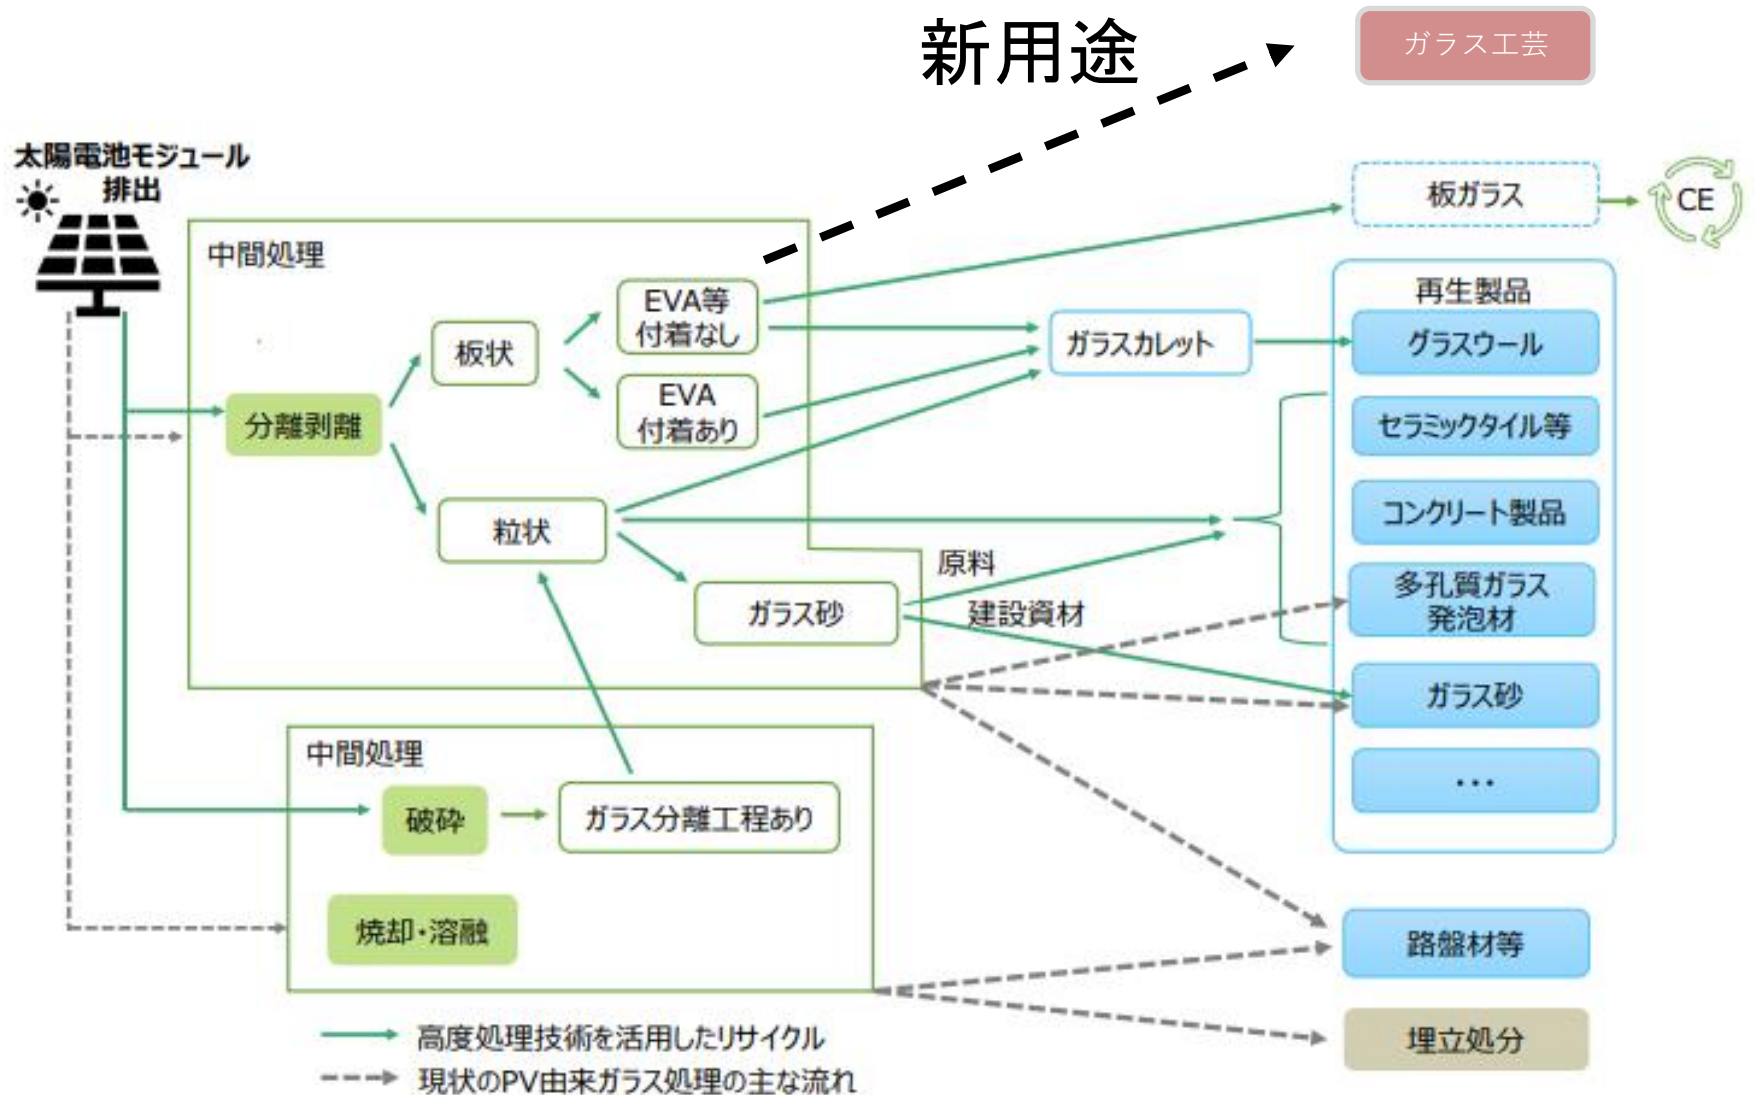 新用途
ガラス工芸
太陽電池モジュール
排出
板ガラス
CE
中間処理
EVA等
付着なし
板状
EVA
付着あり
分離剥離
粒状
ガラス砂
ガラスカレット
原料
建設資材
再生製品
グラスウール
セラミックタイル等
コンクリート製品
多孔質ガラス
発泡材
ガラス砂
・・・
中間処理
破砕
ガラス分離工程あり
焼却・溶融
路盤材等
埋立処分
高度処理技術を活用したリサイクル
現状のPV由来ガラス処理の主な流れ